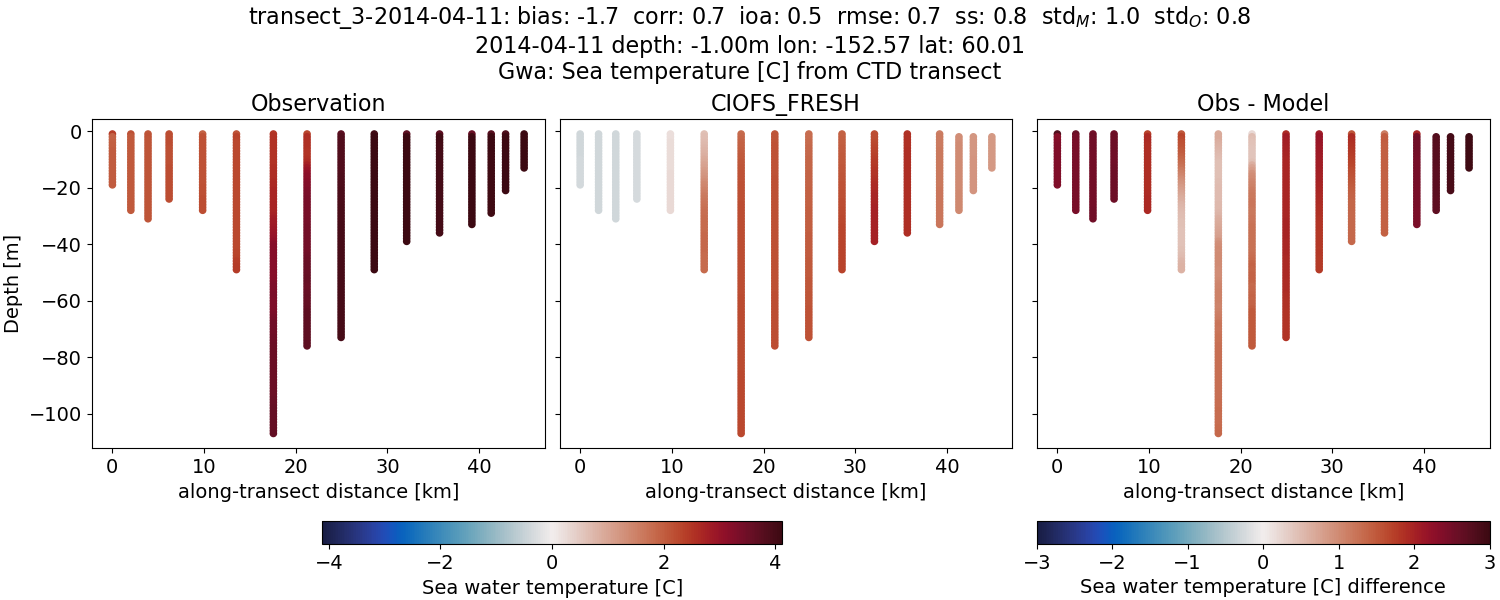 transect_3-2014-04-11: bias: -1.7 corr: 0.7 ioa: 0.5 rmse: 0.7 ss: 0.8 std_M: 1.0 std_O: 0.8
2014-04-11 depth: -1.00m lon: -152.57 lat: 60.01
Gwa: Sea temperature [C] from CTD transect
Observation CIOFS_FRESH Obs - Model
0
−20
−40
−60
−80
−100
Depth [m]
0 10 20 30 40 0 10 20 30 40 0 10 20 30 40
along-transect distance [km] along-transect distance [km] along-transect distance [km]
−4 −2 0 2 4 −3 −2 −1 0 1 2 3
Sea water temperature [C] Sea water temperature [C] difference